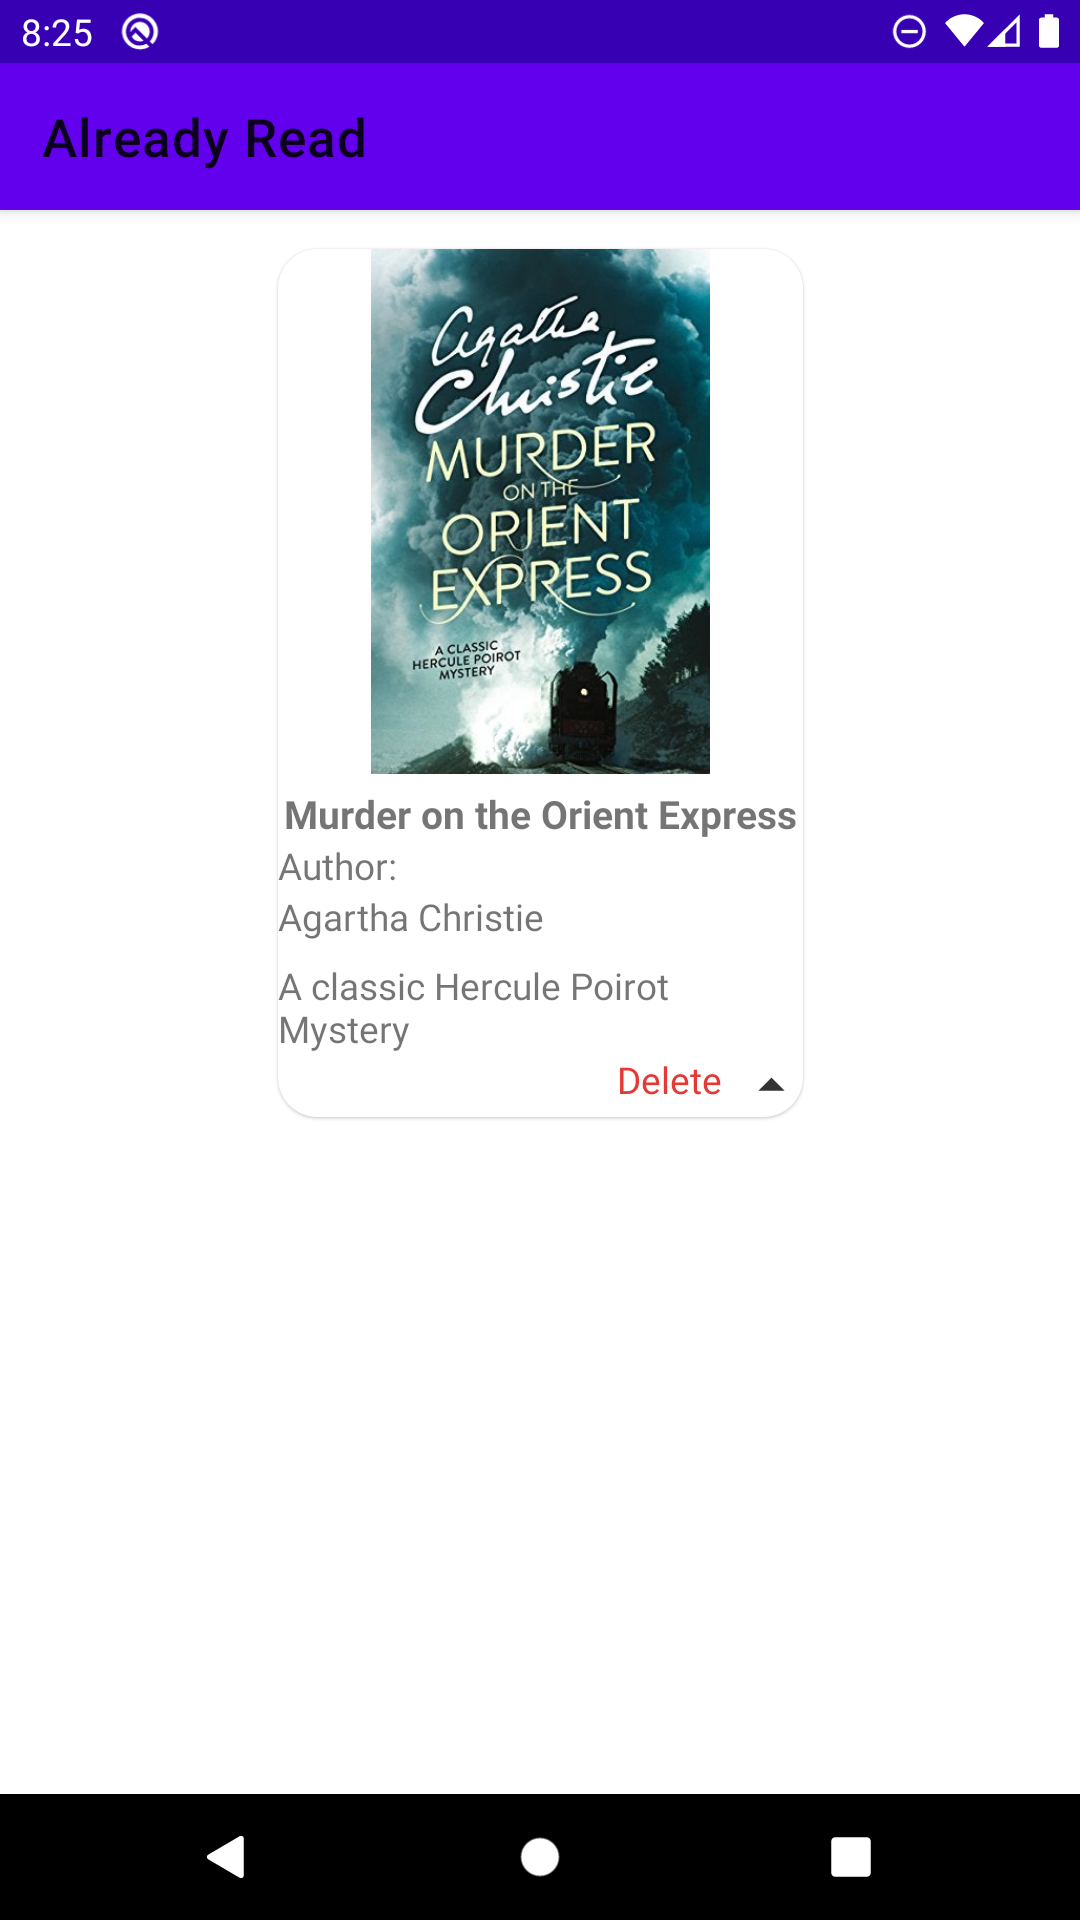 8:25
Already Read
Agatha
Christie
MURDER
ON THE
ORIENT
EXPRESS
A CLASSIC
HERCULE POIROT
MYSTERY
Murder on the Orient Express
Author:
Agartha Christie
A classic Hercule Poirot
Mystery
Delete